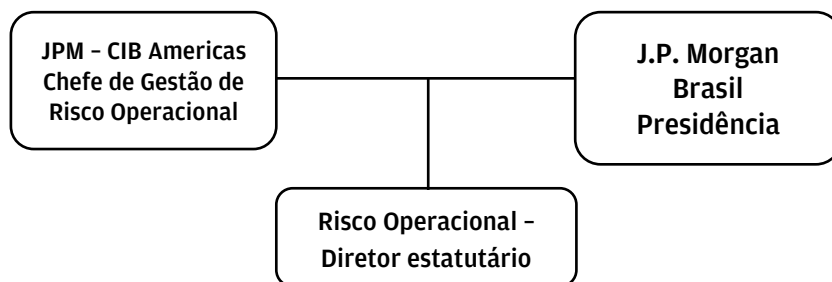 JPM – CIB Americas
Chefe de Gestão de
Risco Operacional
J.P. Morgan
Brasil
Presidência
Risco Operacional –
Diretor estatutário